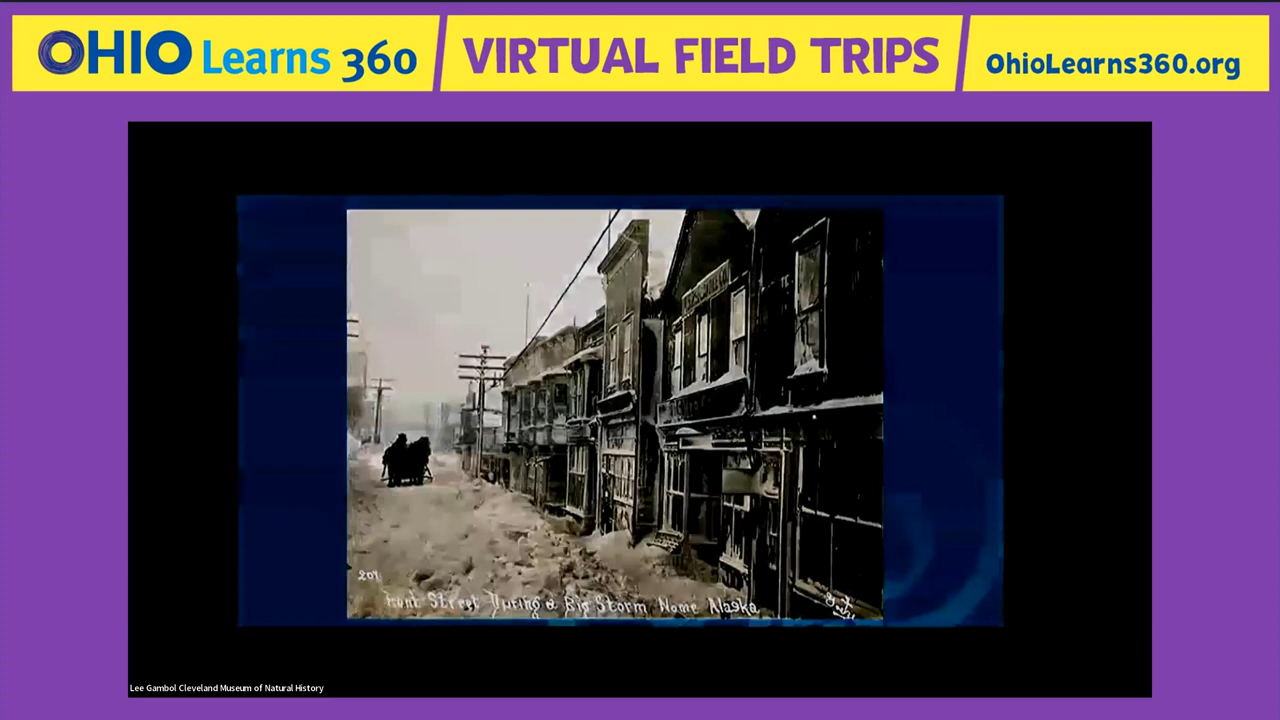 OHIO Learns 360
VIRTUAL FIELD TRIPS
OhioLearns360.org
201
Front Street During a Big Storm Nome Alaska
Lee Gambol Cleveland Museum of Natural History